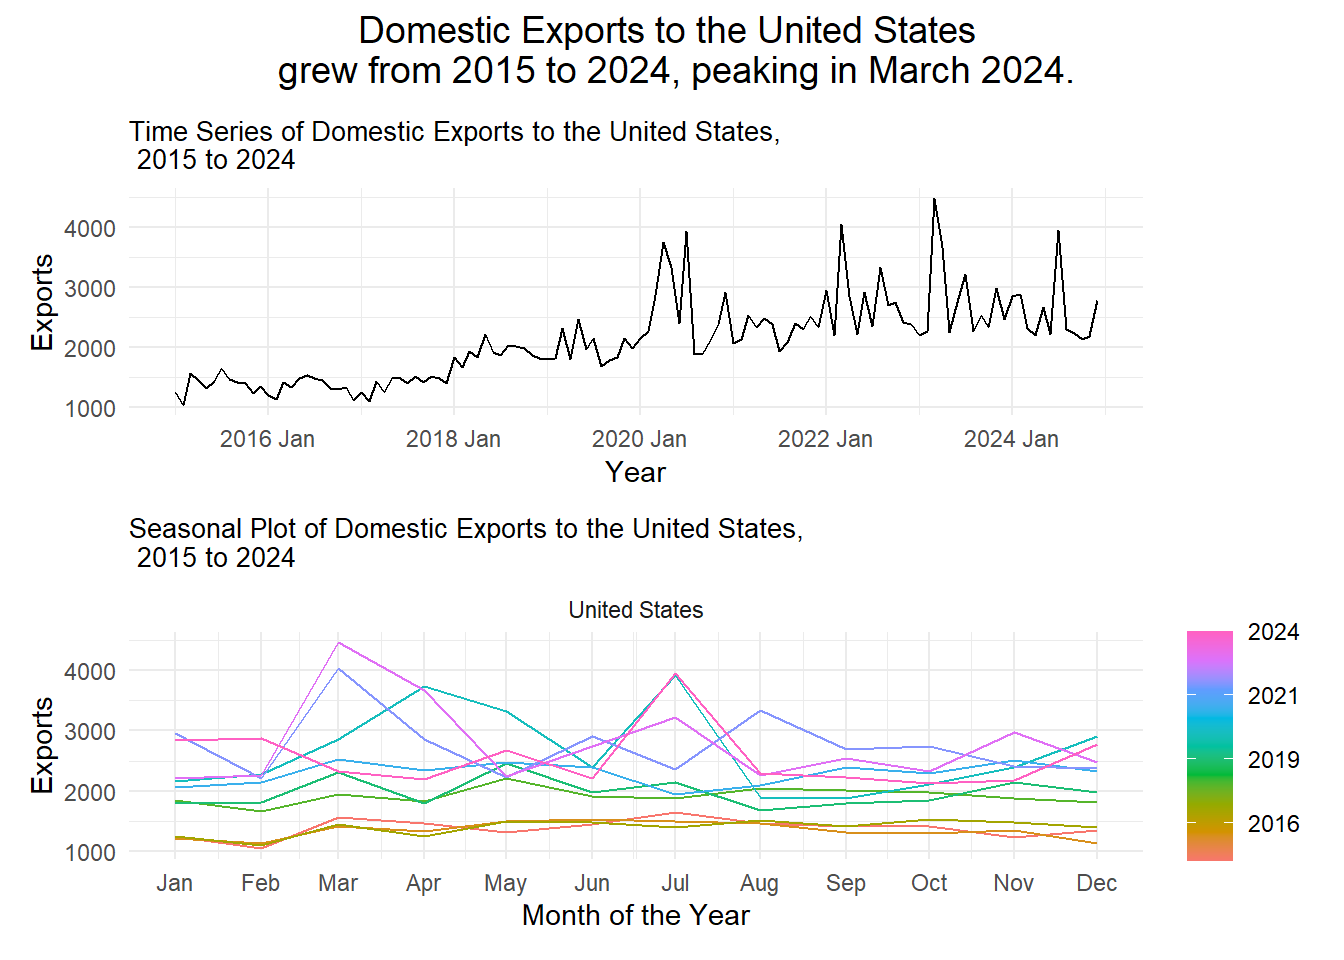 Domestic Exports to the United States
grew from 2015 to 2024, peaking in March 2024.
Time Series of Domestic Exports to the United States,
2015 to 2024
Exports
4000
3000
2000
1000
2016 Jan 2018 Jan 2020 Jan 2022 Jan 2024 Jan
Year
Seasonal Plot of Domestic Exports to the United States,
2015 to 2024
United States
Exports
4000
3000
2000
1000
Jan Feb Mar Apr May Jun Jul Aug Sep Oct Nov Dec
Month of the Year
2024
2021
2019
2016